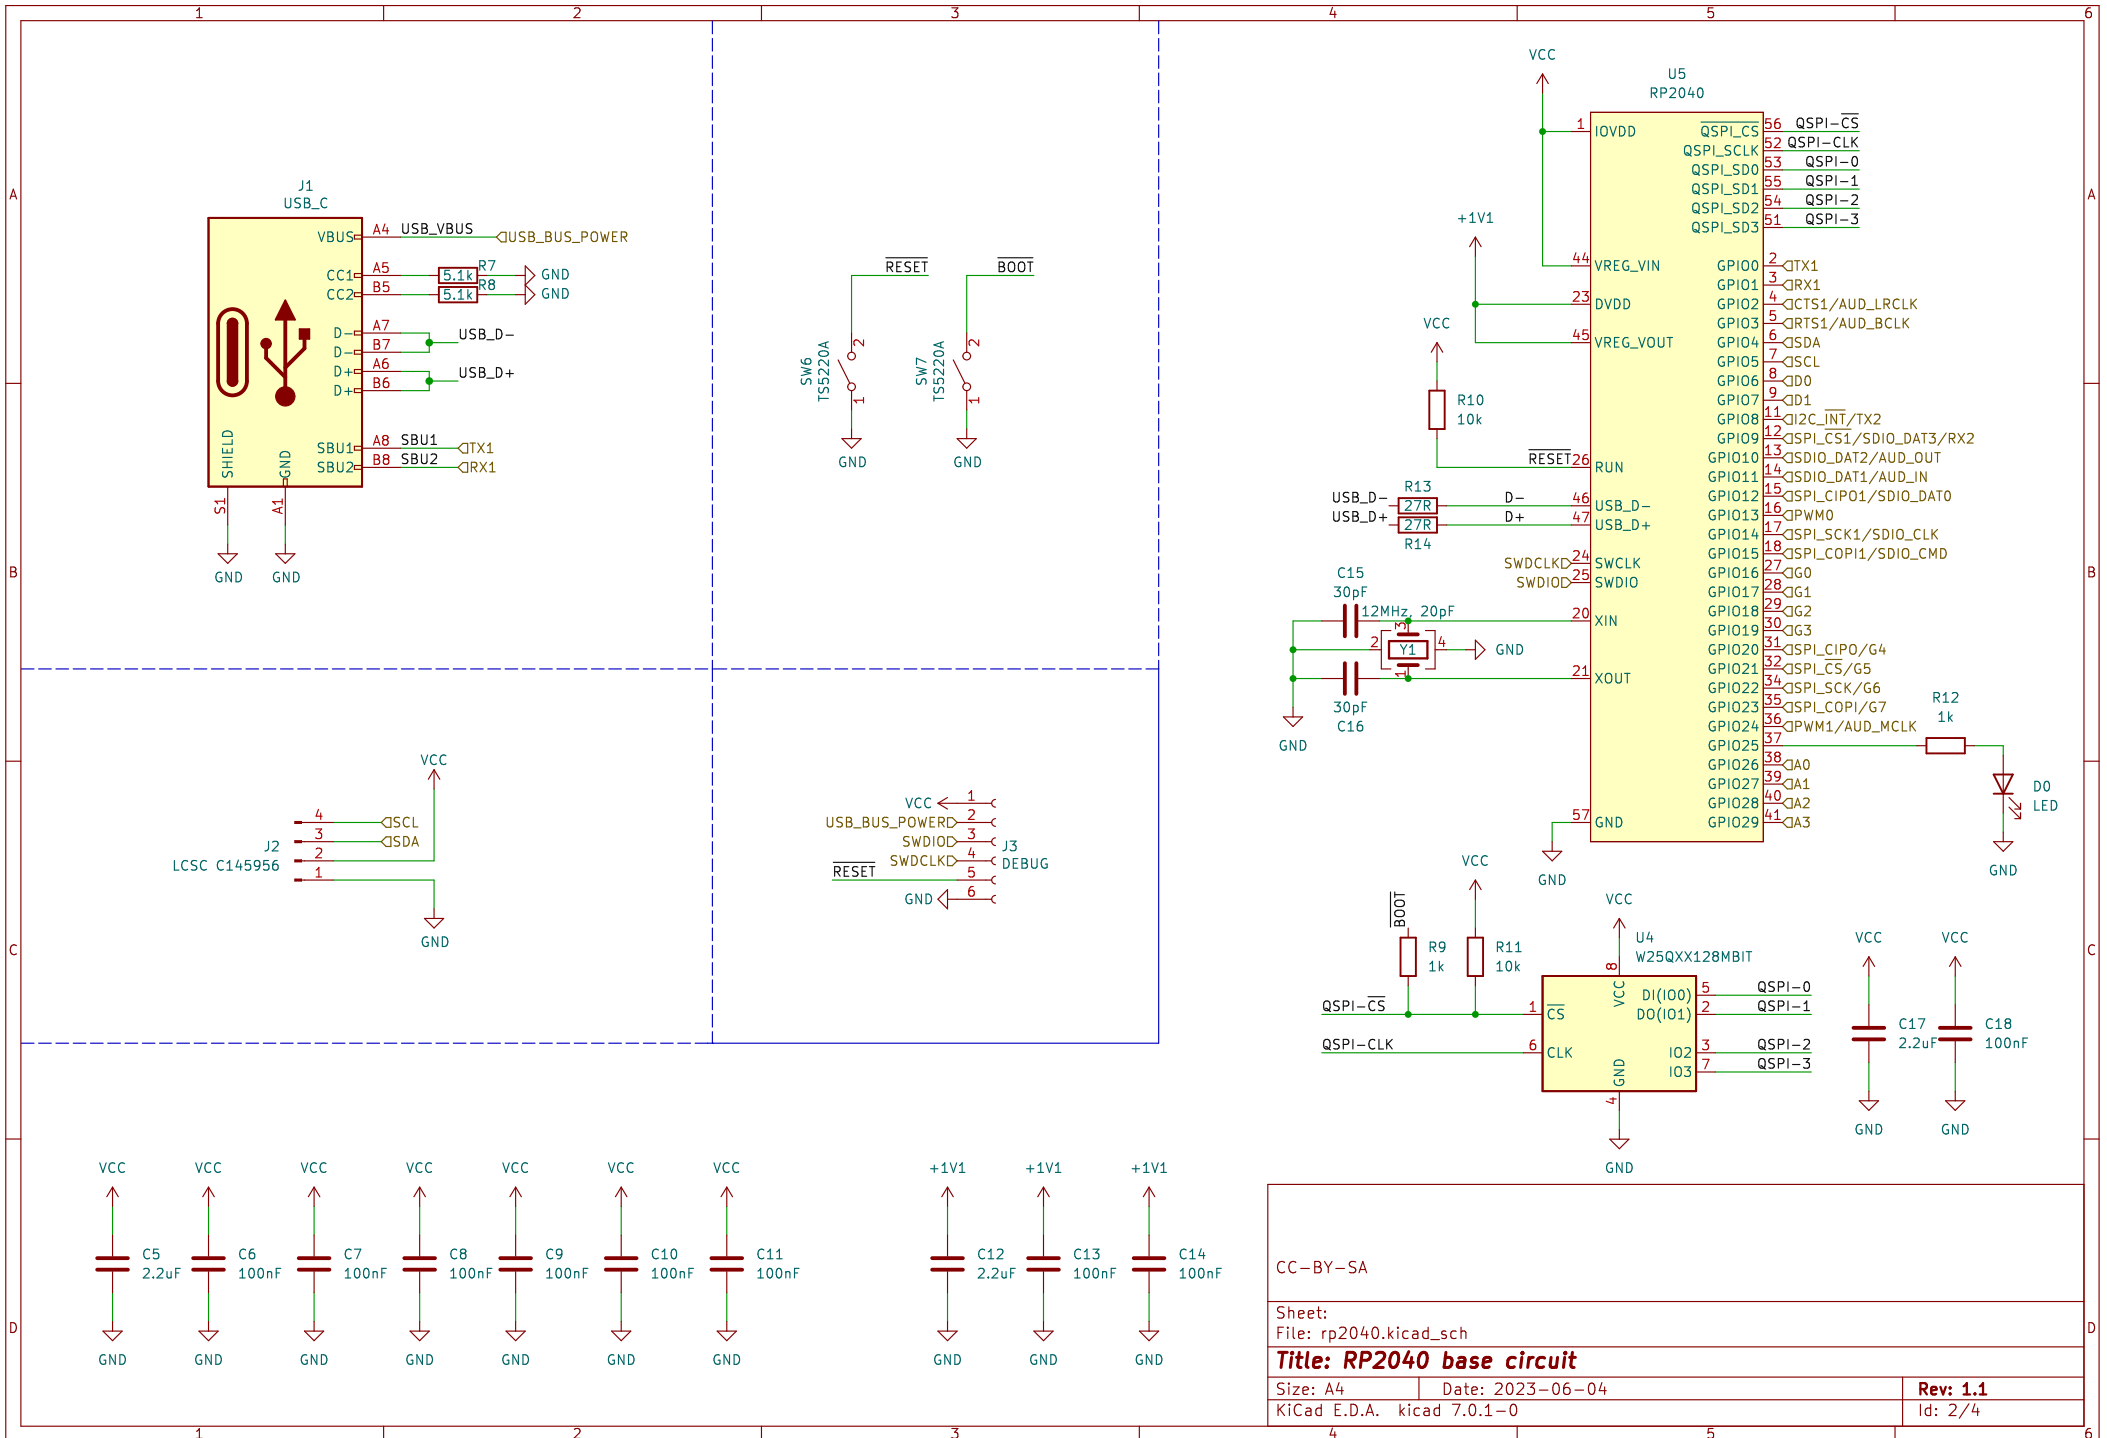 1 2 3 4 5 6
A
B
C
D
J1
USB_C
VBUS A4 USB_VBUS USB_BUS_POWER
CC1 A5 5.1k R7 GND
CC2 B5 5.1k R8 GND
D- A7
D- B7
USB_D-
D+ A6
D+ B6
USB_D+
SBU1 A8 SBU1 TX1
SBU2 B8 SBU2 RX1
SHIELD
GND
S1
A1
GND
GND
RESET
SW6
TS5220A
2
1
GND
BOOT
SW7
TS5220A
2
1
GND
VCC
J2
LCSC C145956
4 SCL
3 SDA
2
1
GND
VCC 1
USB_BUS_POWER 2
SWDIO 3
SWDCLK 4
RESET 5
GND 6
J3
DEBUG
VCC
U5
RP2040
1 IOVDD
+1V1
44 VREG_VIN
23 DVDD
45 VREG_VOUT
VCC
R10
10k
RESET 26 RUN
USB_D- R13 27R D- 46 USB_D-
USB_D+ 27R R14 D+ 47 USB_D+
SWDCLK 24 SWCLK
SWDIO 25 SWDIO
C15
30pF
12MHz, 20pF
20 XIN
3
2 Y1 4 GND
1
21 XOUT
30pF
C16
GND
57 GND
GND
QSPI_CS 56 QSPI-CS
QSPI_SCLK 52 QSPI-CLK
QSPI_SD0 53 QSPI-0
QSPI_SD1 55 QSPI-1
QSPI_SD2 54 QSPI-2
QSPI_SD3 51 QSPI-3
GPIO0 2 TX1
GPIO1 3 RX1
GPIO2 4 CTS1/AUD_LRCLK
GPIO3 5 RTS1/AUD_BCLK
GPIO4 6 SDA
GPIO5 7 SCL
GPIO6 8 D0
GPIO7 9 D1
GPIO8 11 I2C_INT/TX2
GPIO9 12 SPI_CS1/SDIO_DAT3/RX2
GPIO10 13 SDIO_DAT2/AUD_OUT
GPIO11 14 SDIO_DAT1/AUD_IN
GPIO12 15 SPI_CIPO1/SDIO_DAT0
GPIO13 16 PWM0
GPIO14 17 SPI_SCK1/SDIO_CLK
GPIO15 18 SPI_COPI1/SDIO_CMD
GPIO16 27 G0
GPIO17 28 G1
GPIO18 29 G2
GPIO19 30 G3
GPIO20 31 SPI_CIPO/G4
GPIO21 32 SPI_CS/G5
GPIO22 34 SPI_SCK/G6
GPIO23 35 SPI_COPI/G7
GPIO24 36 PWM1/AUD_MCLK
GPIO25 37
GPIO26 38 A0
GPIO27 39 A1
GPIO28 40 A2
GPIO29 41 A3
R12
1k
D0
LED
GND
BOOT
R9
1k
VCC
R11
10k
VCC
U4
W25QXX128MBIT
8
VCC
QSPI-CS 1 CS
QSPI-CLK 6 CLK
DI(IO0) 5 QSPI-0
DO(IO1) 2 QSPI-1
IO2 3 QSPI-2
IO3 7 QSPI-3
GND
4
GND
VCC
C17
2.2uF
GND
VCC
C18
100nF
GND
VCC VCC VCC VCC VCC VCC VCC +1V1 +1V1 +1V1
C5 C6 C7 C8 C9 C10 C11 C12 C13 C14
2.2uF 100nF 100nF 100nF 100nF 100nF 100nF 2.2uF 100nF 100nF
GND GND GND GND GND GND GND GND GND GND
CC-BY-SA
Sheet:
File: rp2040.kicad_sch
Title: RP2040 base circuit
Size: A4 Date: 2023-06-04 Rev: 1.1
KiCad E.D.A. kicad 7.0.1-0 Id: 2/4
A
B
C
D
1 2 3 4 5 6